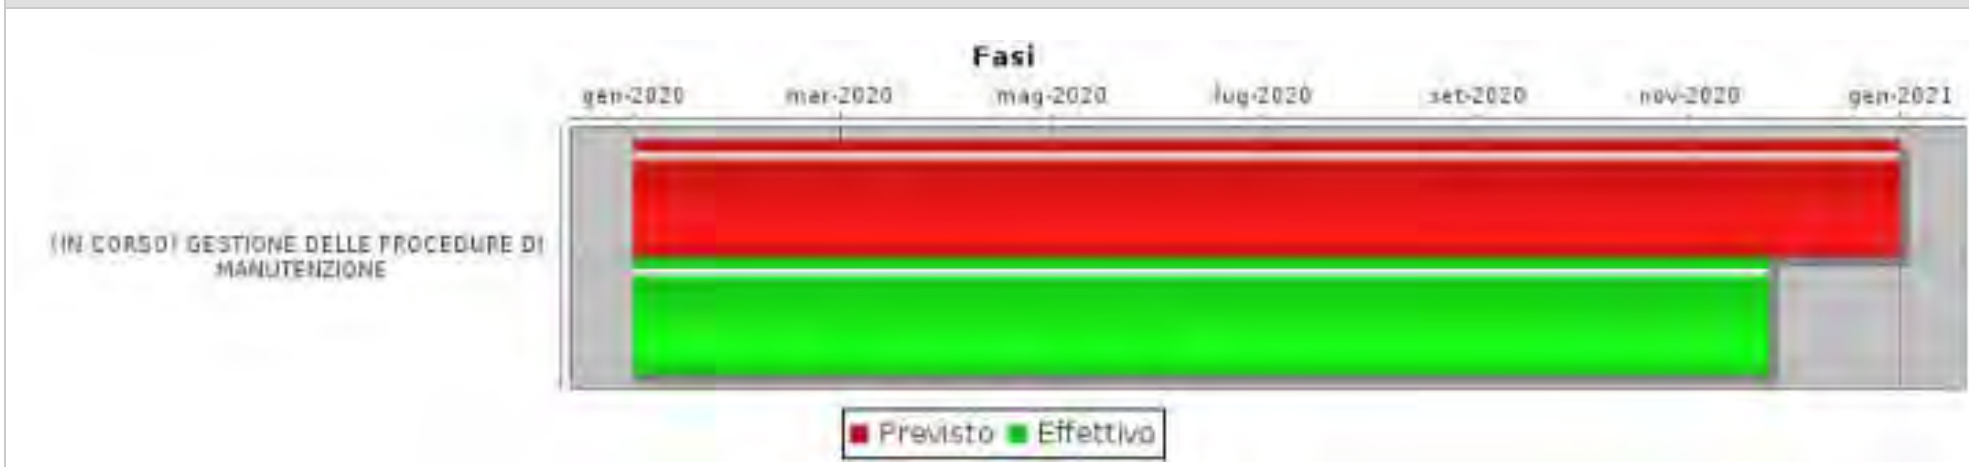 Fasi
gen-2020 mar-2020 mag-2020 lug-2020 set-2020 nov-2020 gen-2021
(IN CORSO) GESTIONE DELLE PROCEDURE DI
MANUTENZIONE
Previsto Effettivo